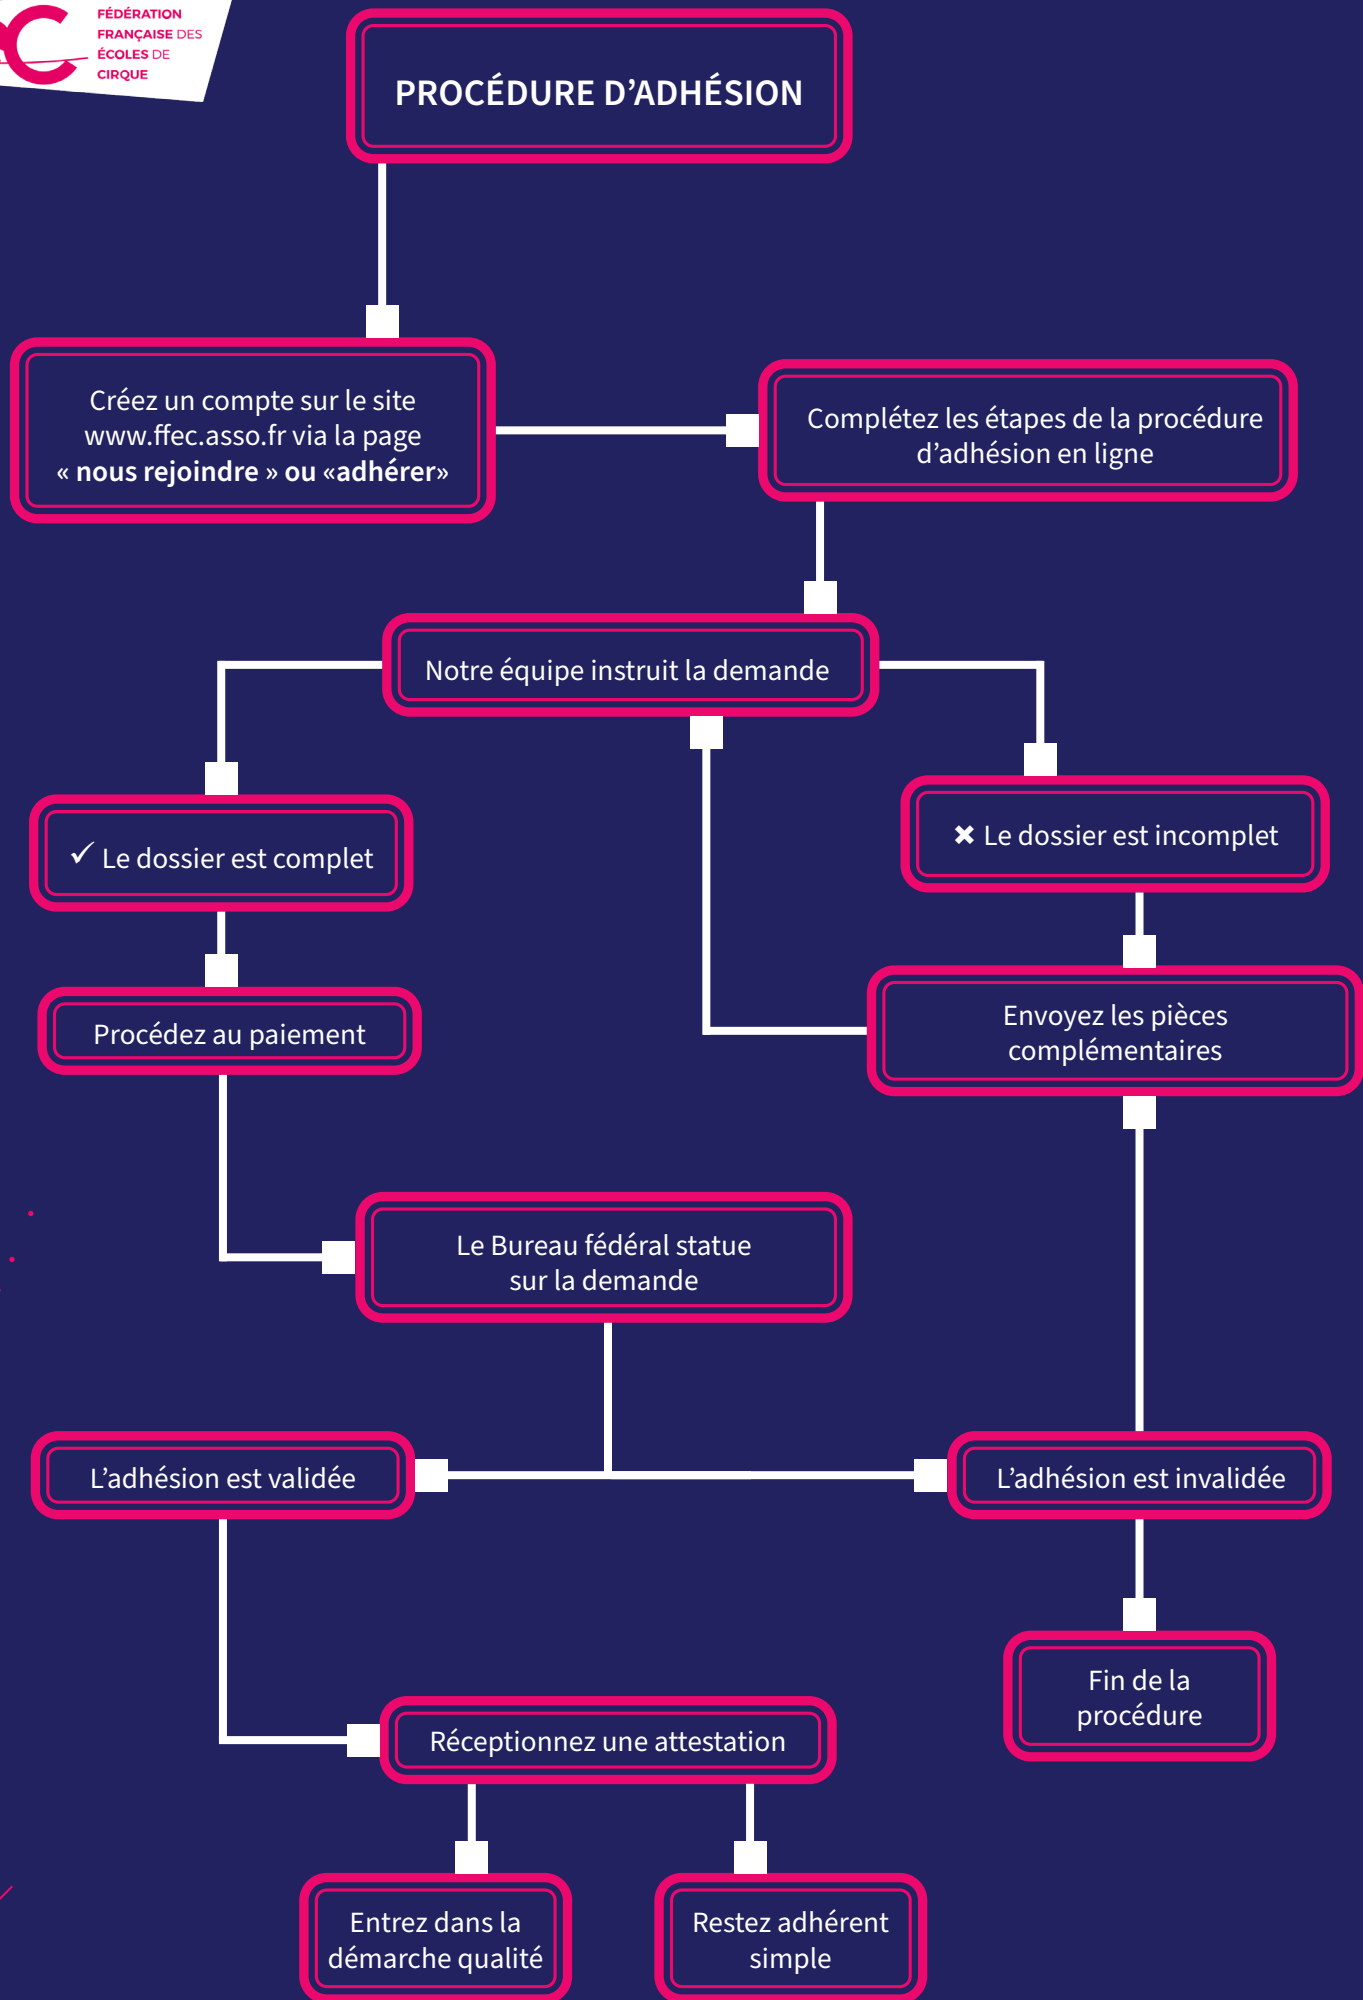 FÉDÉRATION
FRANÇAISE DES
ÉCOLES DE
CIRQUE
PROCÉDURE D’ADHÉSION
Créez un compte sur le site
www.ffec.asso.fr via la page
« nous rejoindre » ou «adhérer»
Complétez les étapes de la procédure
d’adhésion en ligne
Notre équipe instruit la demande
✓ Le dossier est complet
✖ Le dossier est incomplet
Procédez au paiement
Envoyez les pièces
complémentaires
Le Bureau fédéral statue
sur la demande
L’adhésion est validée
L’adhésion est invalidée
Fin de la
procédure
Réceptionnez une attestation
Entrez dans la
démarche qualité
Restez adhérent
simple